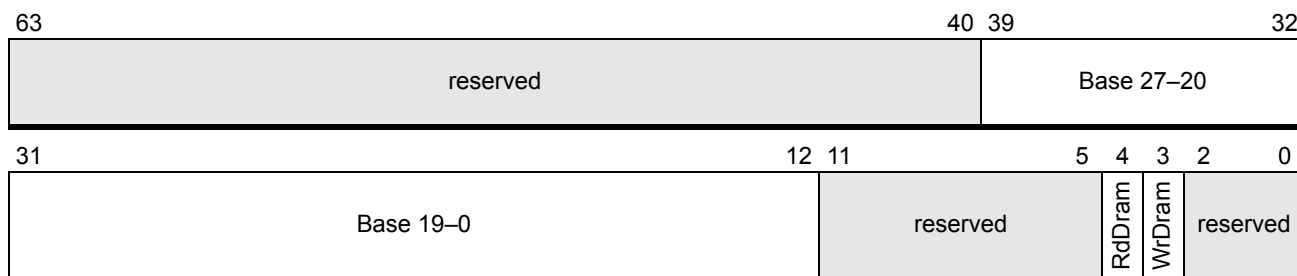 63 40 39 32
reserved Base 27–20
31 12 11 5 4 3 2 0
Base 19–0 reserved RdDram WrDram reserved